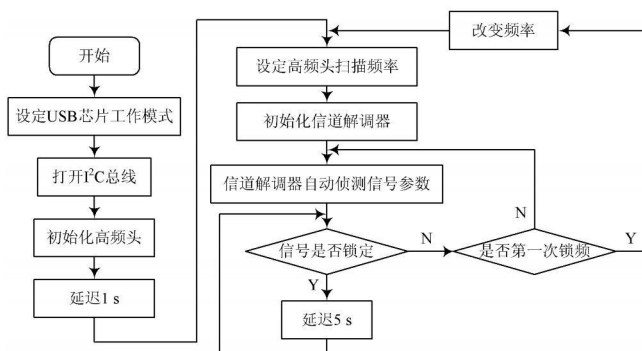 开始
设定USB芯片工作模式
打开I²C总线
初始化高频头
延迟1 s
改变频率
设定高频头扫描频率
初始化信道解调器
信道解调器自动侦测信号参数
信号是否锁定
N
是否第一次锁频
N
Y
Y
延迟5 s